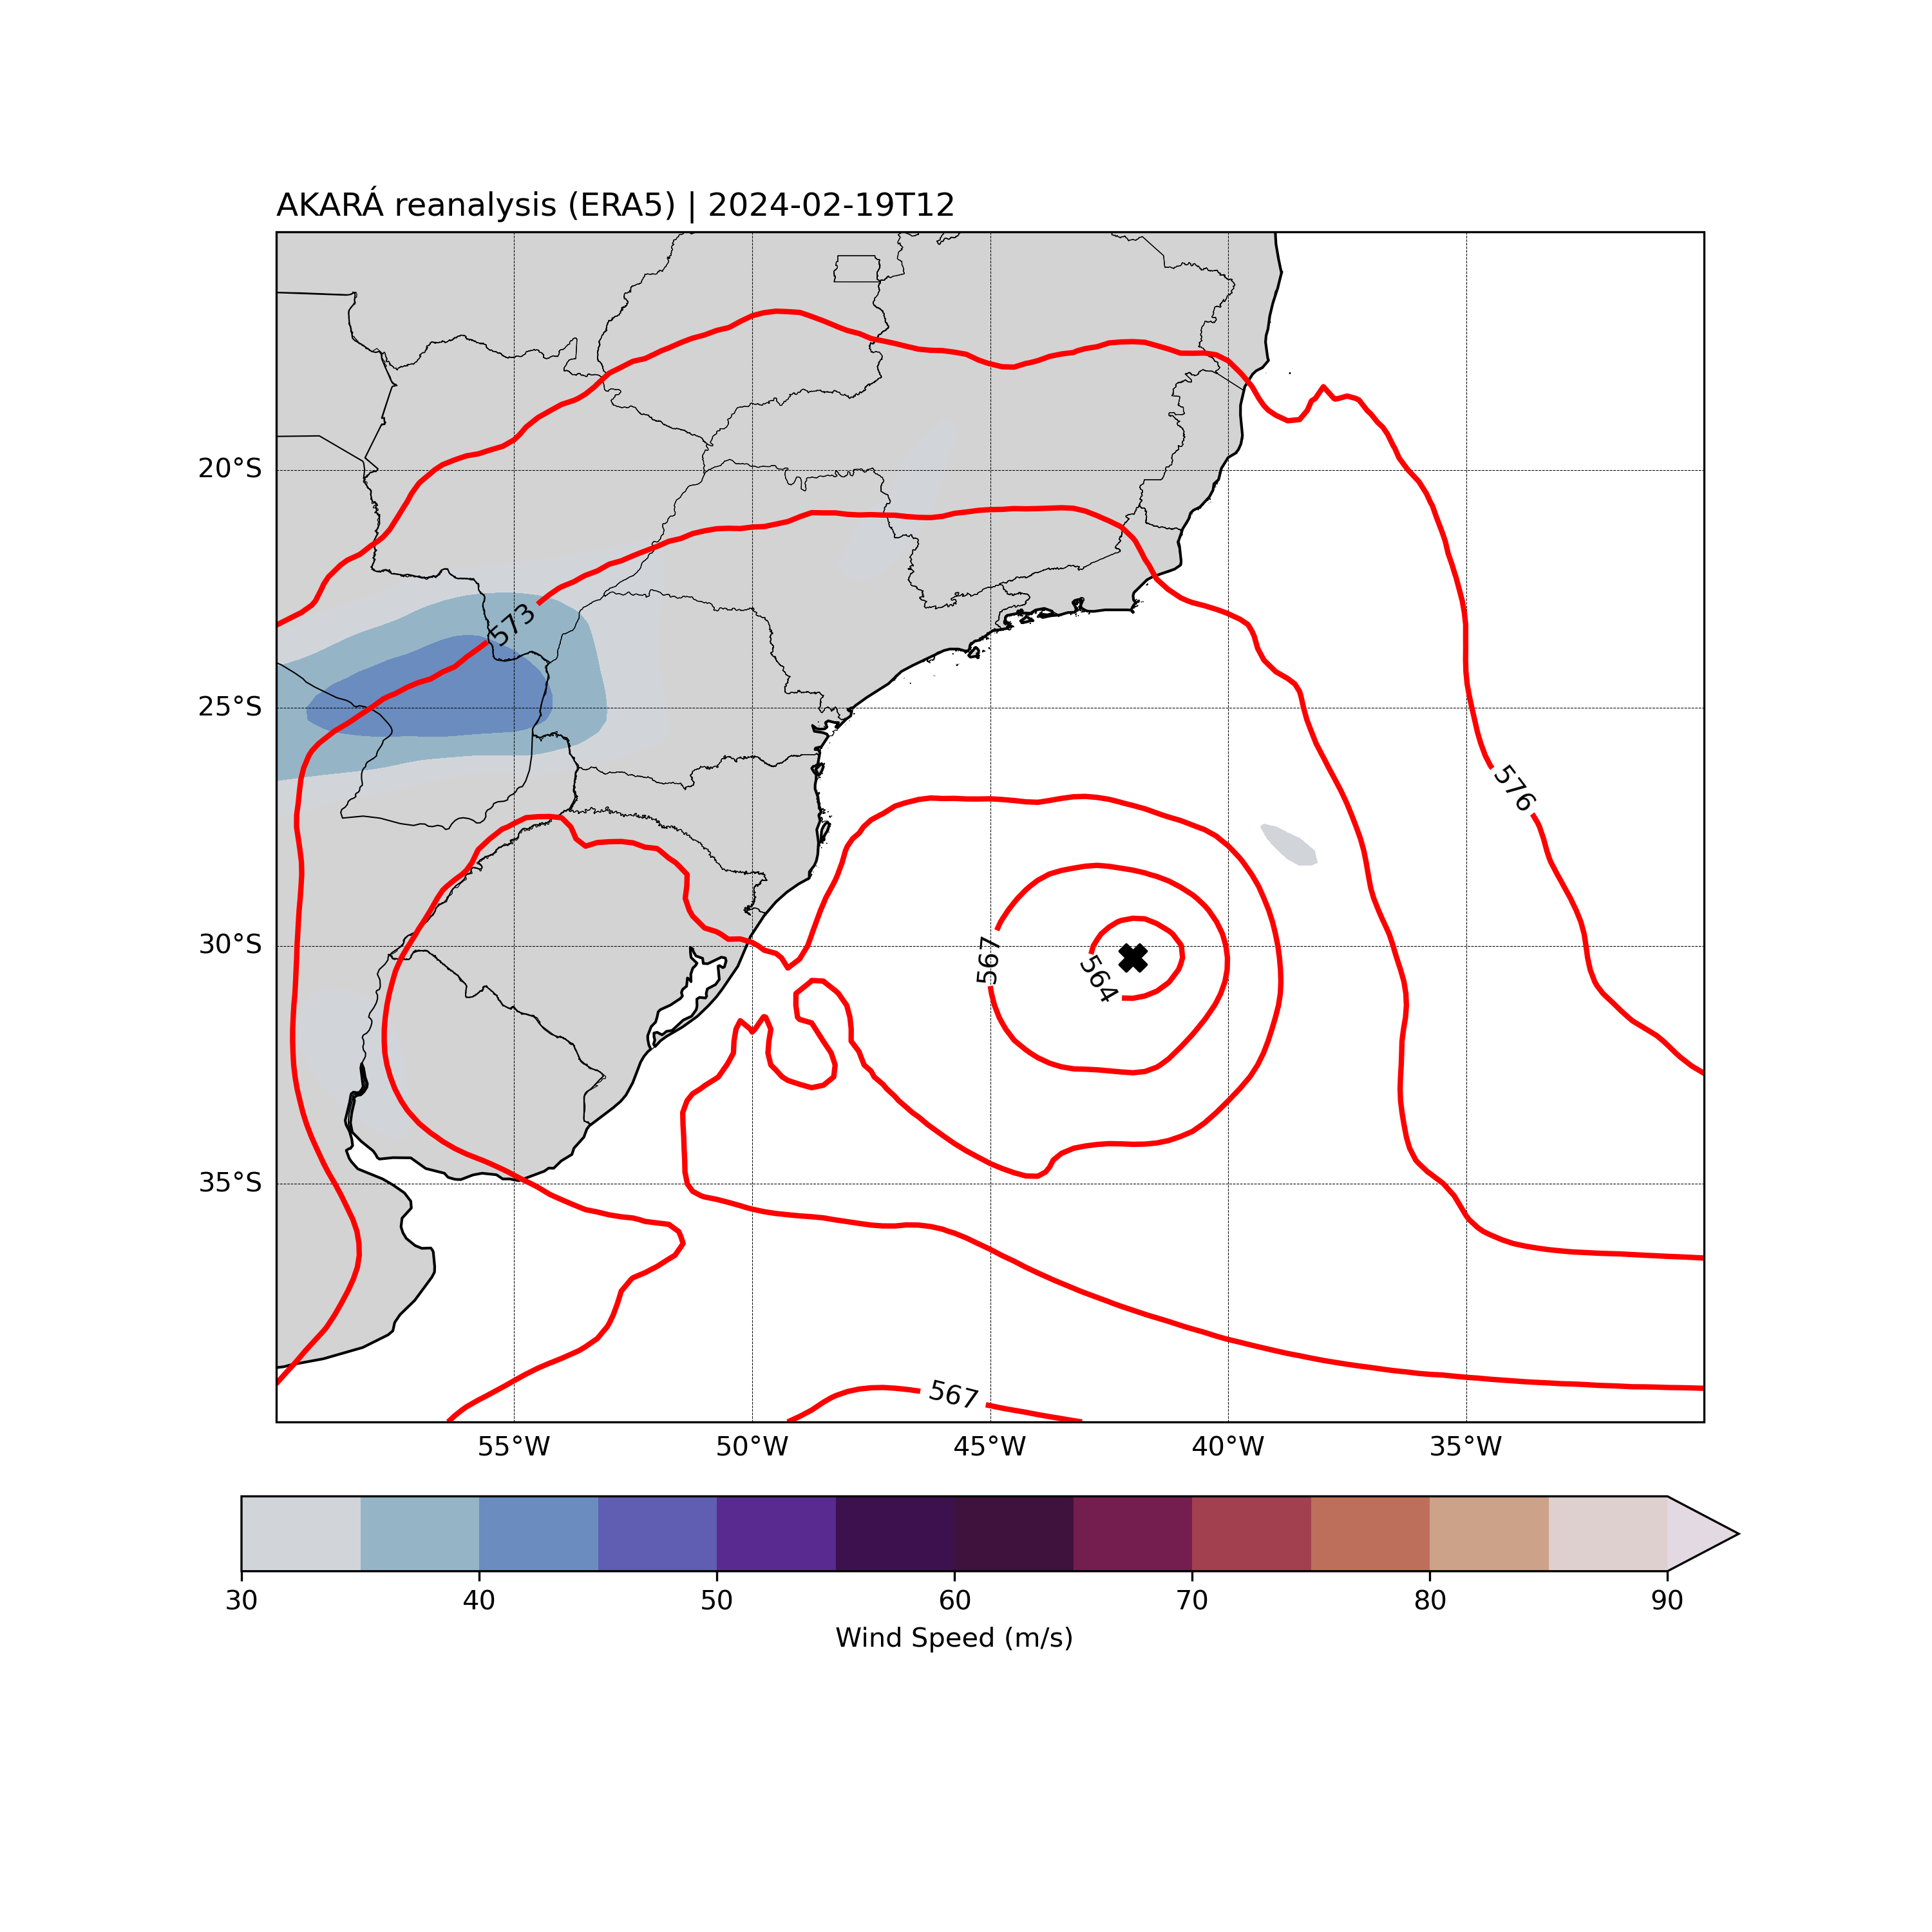 AKARÁ reanalysis (ERA5) | 2024-02-19T12
20°S
573
25°S
576
30°S
567
564
35°S
567
55°W 50°W 45°W 40°W 35°W
30 40 50 60 70 80 90
Wind Speed (m/s)